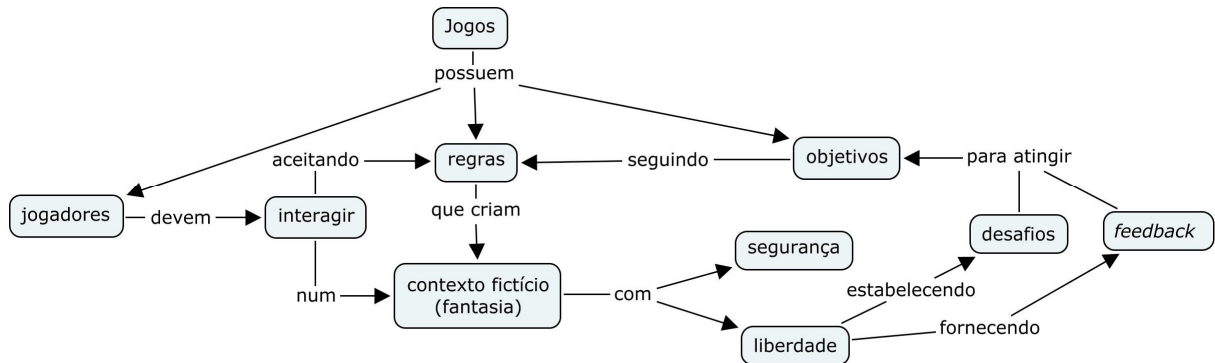 Jogos
possuem
aceitando
regras
seguindo
objetivos
para atingir
jogadores
devem
interagir
que criam
desafios
feedback
segurança
num
contexto fictício
(fantasia)
com
estabelecendo
liberdade
fornecendo